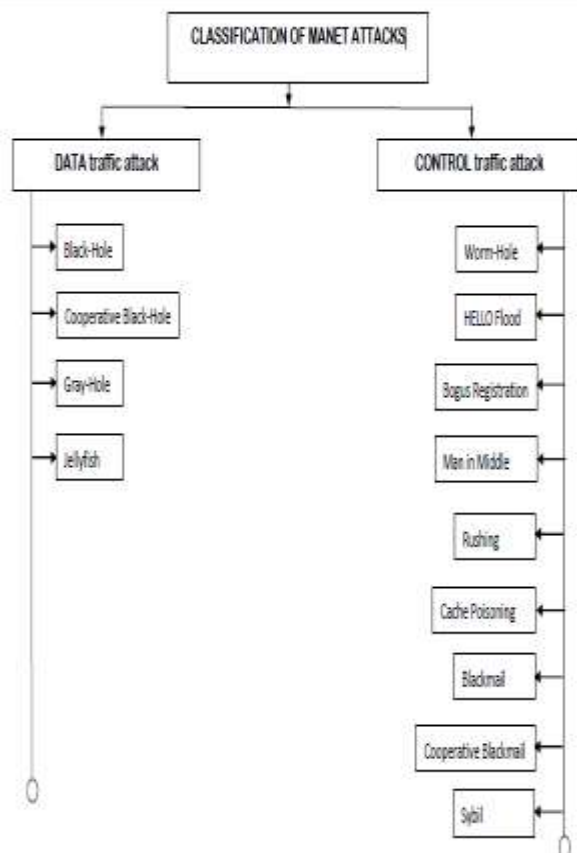 CLASSIFICATION OF MANET ATTACKS
DATA traffic attack
CONTROL traffic attack
Black-Hole
Cooperative Black-Hole
Gray-Hole
Jellyfish
Worm-Hole
HELLO Flood
Bogus Registration
Man in Middle
Rushing
Cache Poisoning
Blackmail
Cooperative Blackmail
Sybil